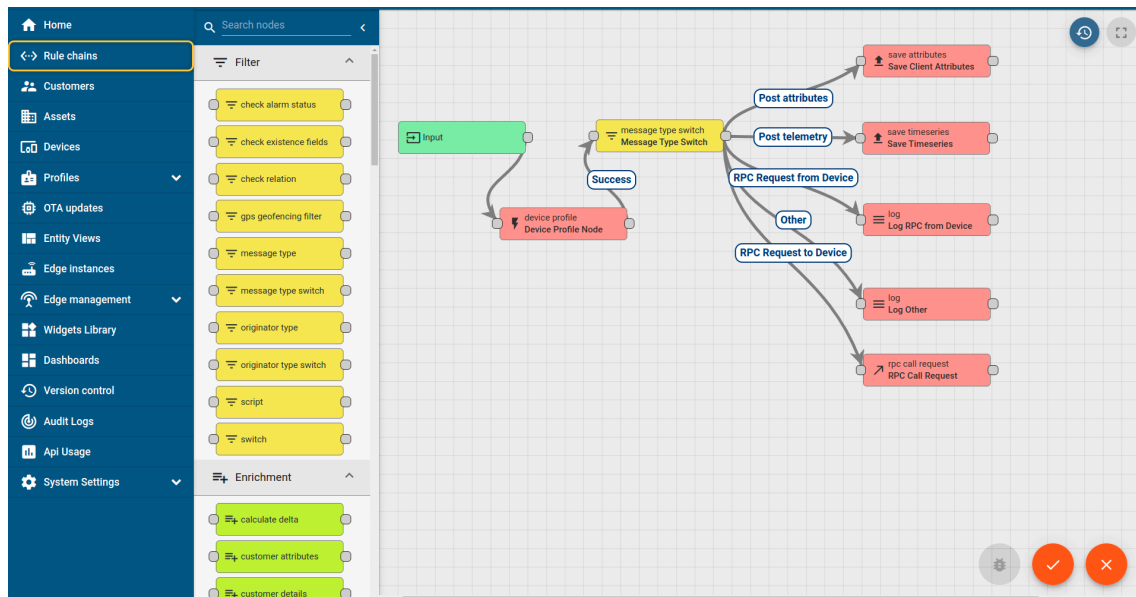 Home
Rule chains
Customers
Assets
Devices
Profiles
OTA updates
Entity Views
Edge instances
Edge management
Widgets Library
Dashboards
Version control
Audit Logs
Api Usage
System Settings
Search nodes
Filter
check alarm status
check existence fields
check relation
gps geofencing filter
message type
message type switch
originator type
originator type switch
script
switch
Enrichment
calculate delta
customer attributes
customer details
Input
device profile
Device Profile Node
Success
message type switch
Message Type Switch
Post attributes
Post telemetry
RPC Request from Device
Other
RPC Request to Device
save attributes
Save Client Attributes
save timeseries
Save Timeseries
log
Log RPC from Device
log
Log Other
rpc call request
RPC Call Request